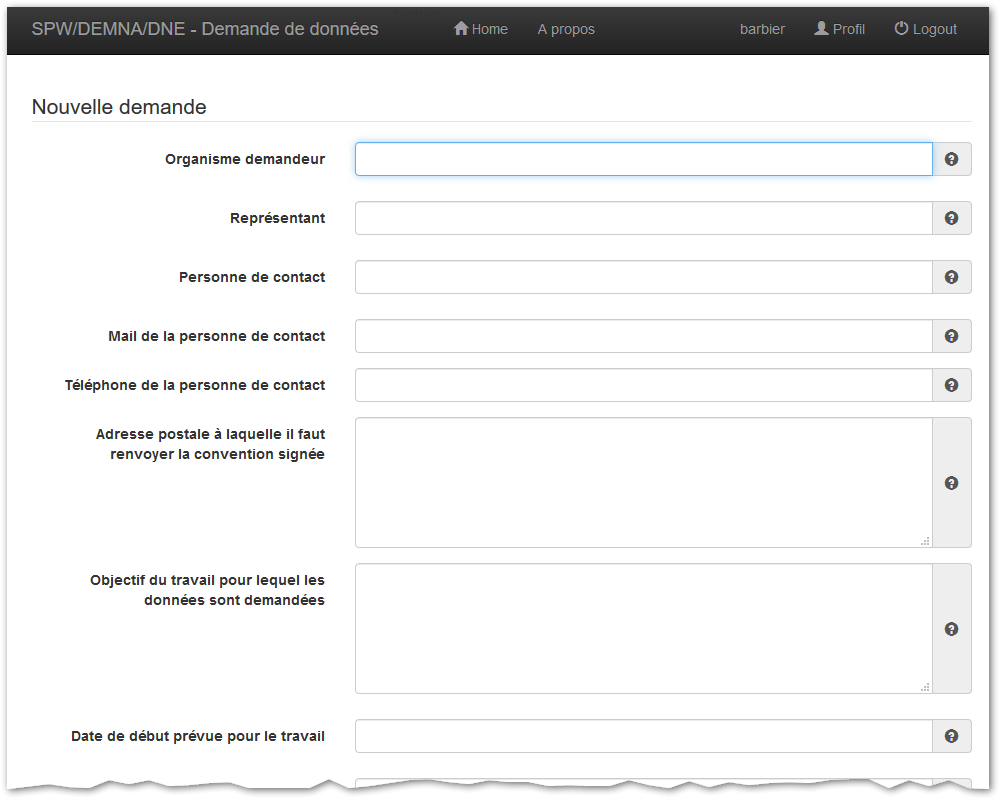 SPW/DEMNA/DNE - Demande de données Home A propos barbier Profil Logout
Nouvelle demande
Organisme demandeur
Représentant
Personne de contact
Mail de la personne de contact
Téléphone de la personne de contact
Adresse postale à laquelle il faut
renvoyer la convention signée
Objectif du travail pour lequel les
données sont demandées
Date de début prévue pour le travail